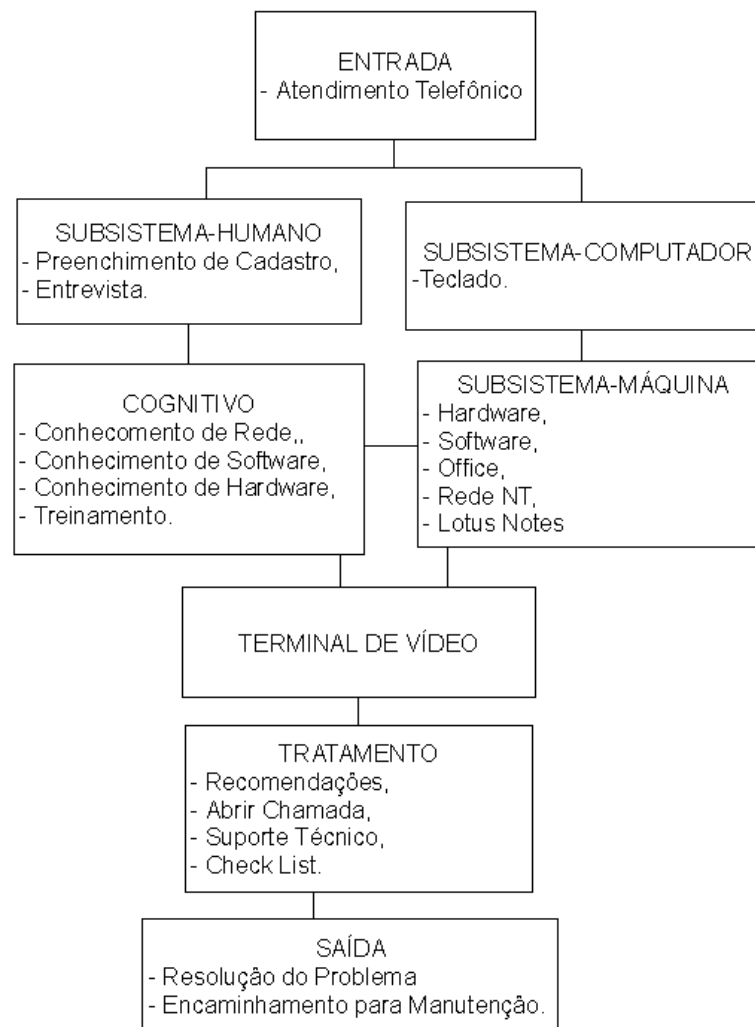 ENTRADA
- Atendimento Telefônico
SUBSISTEMA-HUMANO
- Preenchimento de Cadastro,
- Entrevista.
SUBSISTEMA-COMPUTADOR
-Teclado.
COGNITIVO
- Conhecomento de Rede,,
- Conhecimento de Software,
- Conhecimento de Hardware,
- Treinamento.
SUBSISTEMA-MÁQUINA
- Hardware,
- Software,
- Office,
- Rede NT,
- Lotus Notes
TERMINAL DE VÍDEO
TRATAMENTO
- Recomendações,
- Abrir Chamada,
- Suporte Técnico,
- Check List.
SAÍDA
- Resolução do Problema
- Encaminhamento para Manutenção.